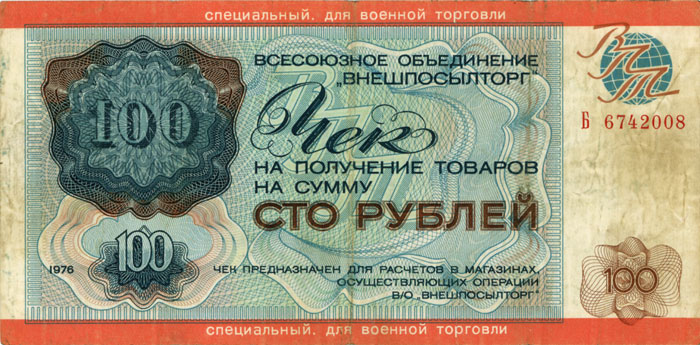 специальный. для военной торговли
100
ВСЕСОЮЗНОЕ ОБЪЕДИНЕНИЕ
„ВНЕШПОСЫЛТОРГ"
ВПТ
Б 6742008
Чек
НА ПОЛУЧЕНИЕ ТОВАРОВ
НА СУММУ
СТО РУБЛЕЙ
100
1976
ЧЕК ПРЕДНАЗНАЧЕН ДЛЯ РАСЧЕТОВ В МАГАЗИНАХ,
ОСУЩЕСТВЛЯЮЩИХ ОПЕРАЦИИ
В/О „ВНЕШПОСЫЛТОРГ"
100
специальный. для военной торговли